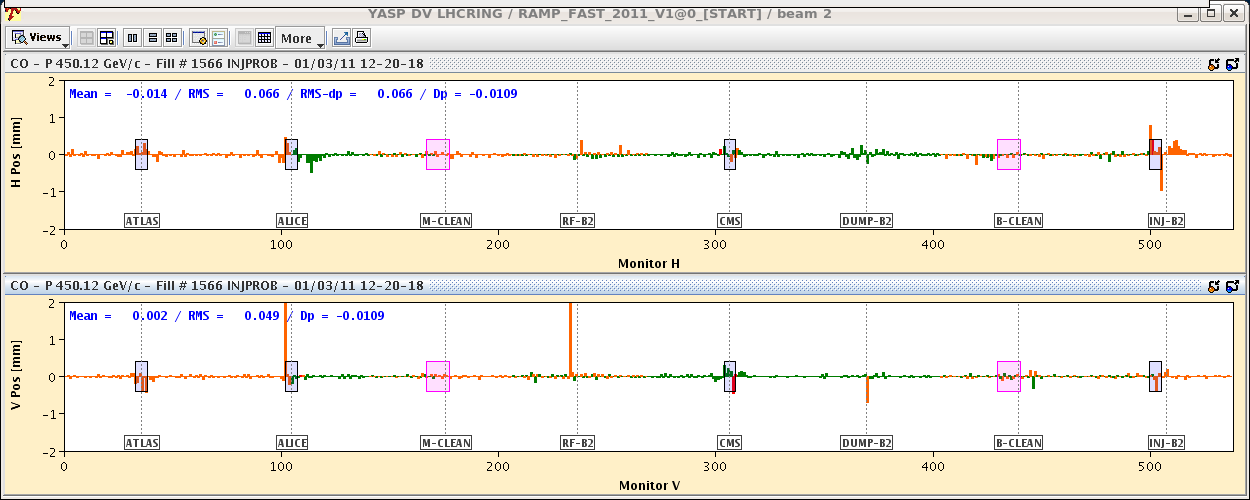 YASP DV LHCRING / RAMP_FAST_2011_V1@0_[START] / beam 2
Views More
CO - P 450.12 GeV/c - Fill # 1566 INJPROB - 01/03/11 12-20-18
Mean = -0.014 / RMS = 0.066 / RMS-dp = 0.066 / Dp = -0.0109
H Pos [mm]
2
1
0
-1
-2
ATLAS ALICE M-CLEAN RF-B2 CMS DUMP-B2 B-CLEAN INJ-B2
0 100 200 300 400 500
Monitor H
CO - P 450.12 GeV/c - Fill # 1566 INJPROB - 01/03/11 12-20-18
Mean = 0.002 / RMS = 0.049 / Dp = -0.0109
V Pos [mm]
2
1
0
-1
-2
ATLAS ALICE M-CLEAN RF-B2 CMS DUMP-B2 B-CLEAN INJ-B2
0 100 200 300 400 500
Monitor V